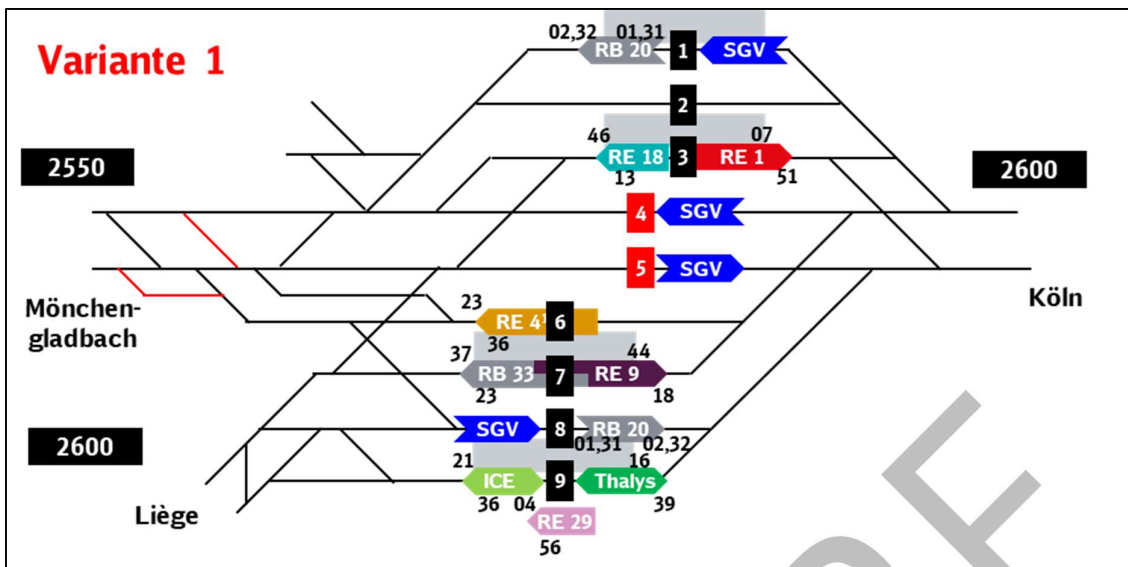 Variante 1
02,32 01,31
RB 20 1 SGV
2
46 07
RE 18 3 RE 1
13 51
2550
2600
4 SGV
5 SGV
Mönchen-
gladbach
Köln
23
RE 4 6
36
37 44
RB 33 7 RE 9
23 18
2600
SGV 8 RB 20
01,31 02,32
21 16
ICE 9 Thalys
36 04 39
Liège
RE 29
56